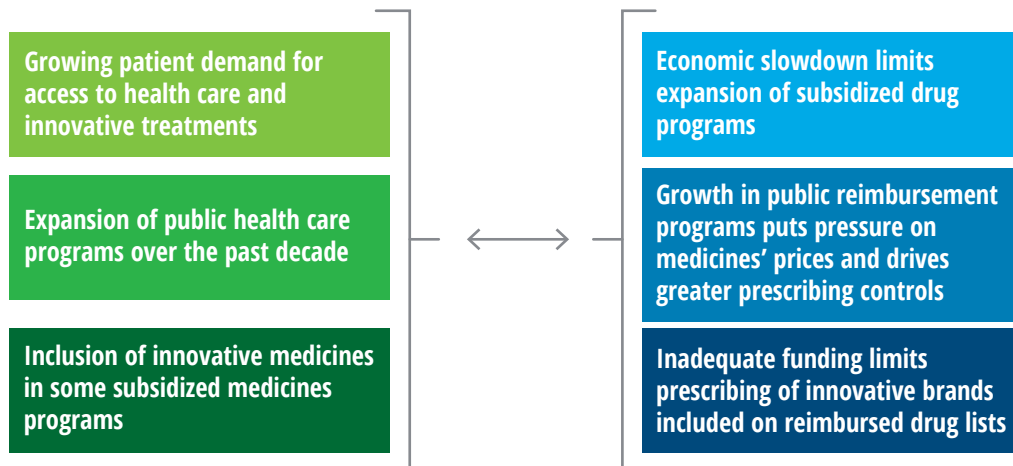 Growing patient demand for
access to health care and
innovative treatments
Expansion of public health care
programs over the past decade
Inclusion of innovative medicines
in some subsidized medicines
programs
Economic slowdown limits
expansion of subsidized drug
programs
Growth in public reimbursement
programs puts pressure on
medicines’ prices and drives
greater prescribing controls
Inadequate funding limits
prescribing of innovative brands
included on reimbursed drug lists